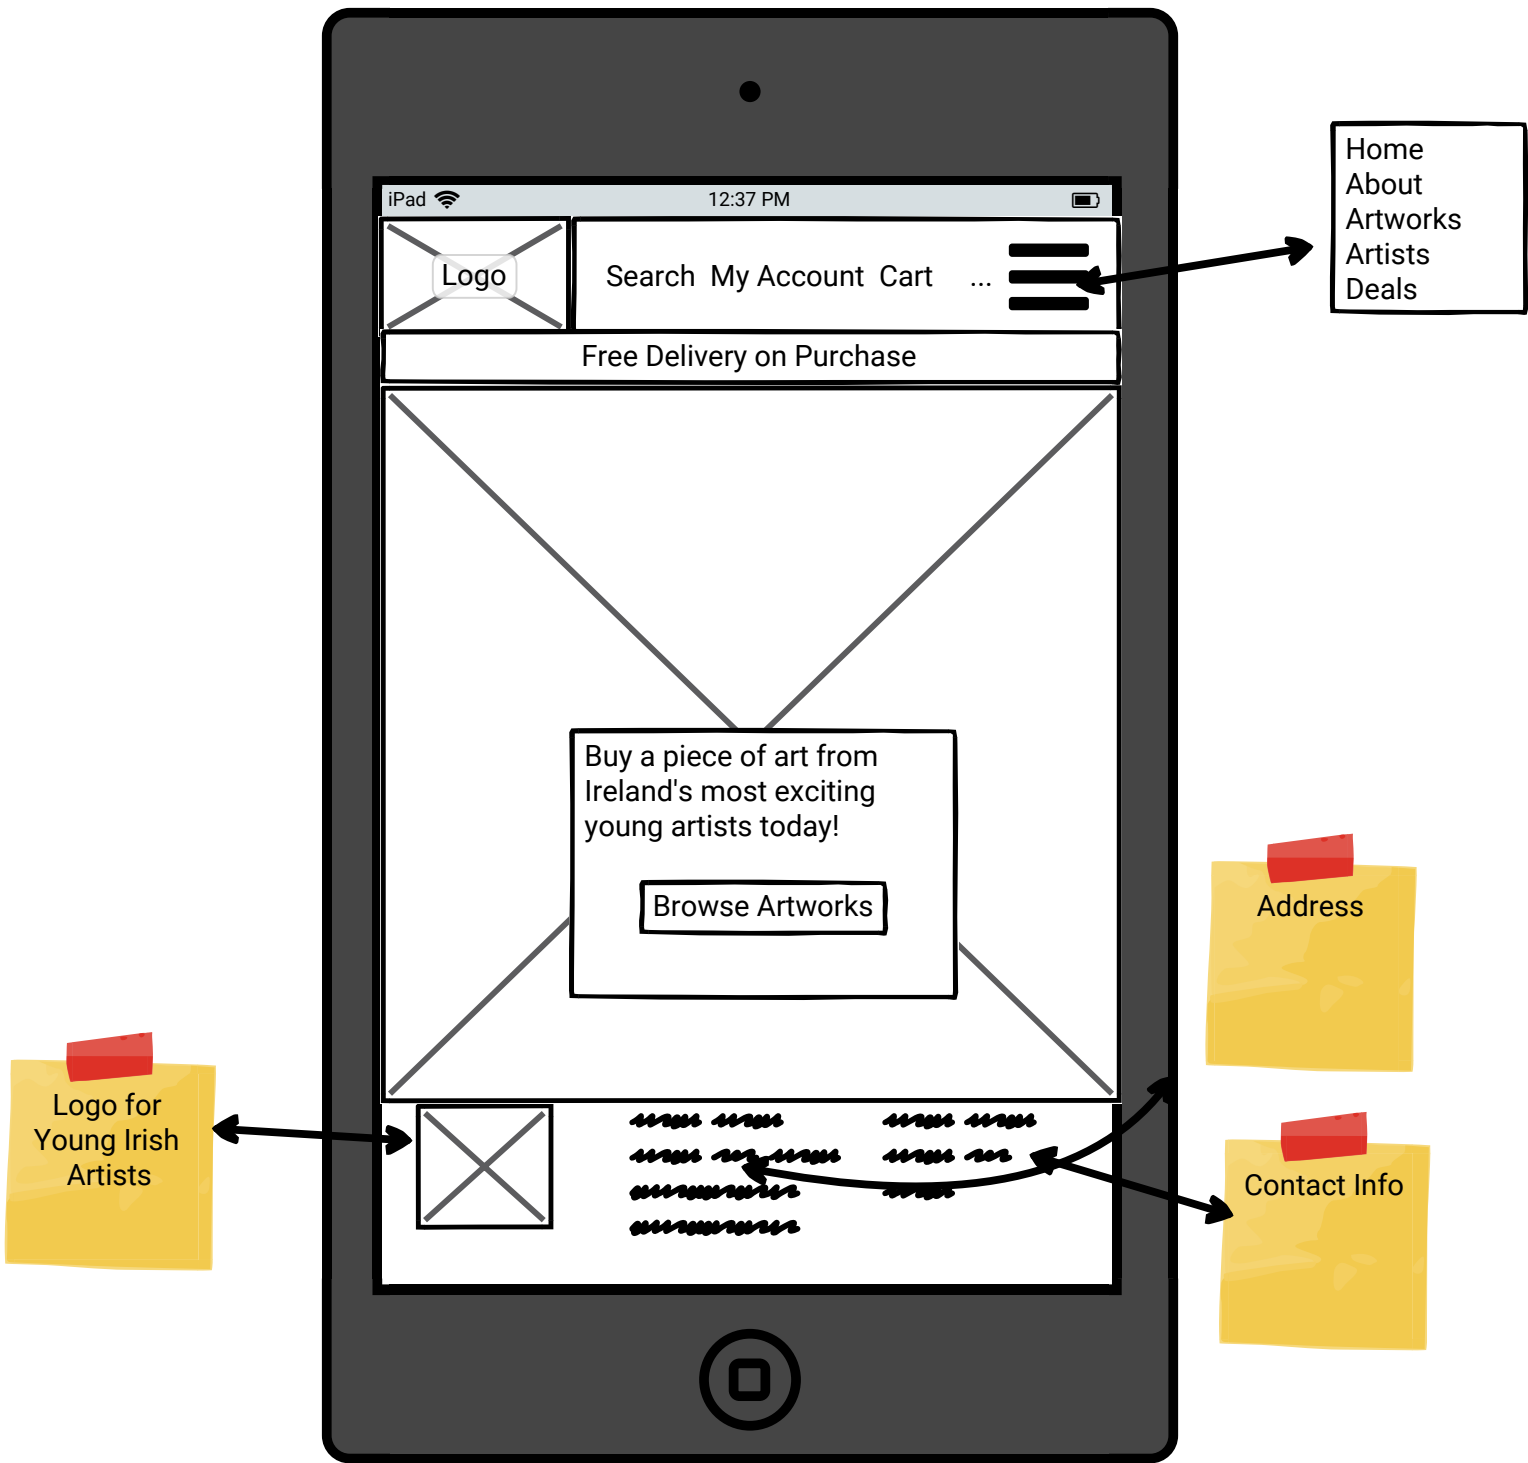 iPad
12:37 PM
Logo
Search My Account Cart ...
Home
About
Artworks
Artists
Deals
Free Delivery on Purchase
Buy a piece of art from
Ireland's most exciting
young artists today!
Browse Artworks
Address
Logo for
Young Irish
Artists
Contact Info